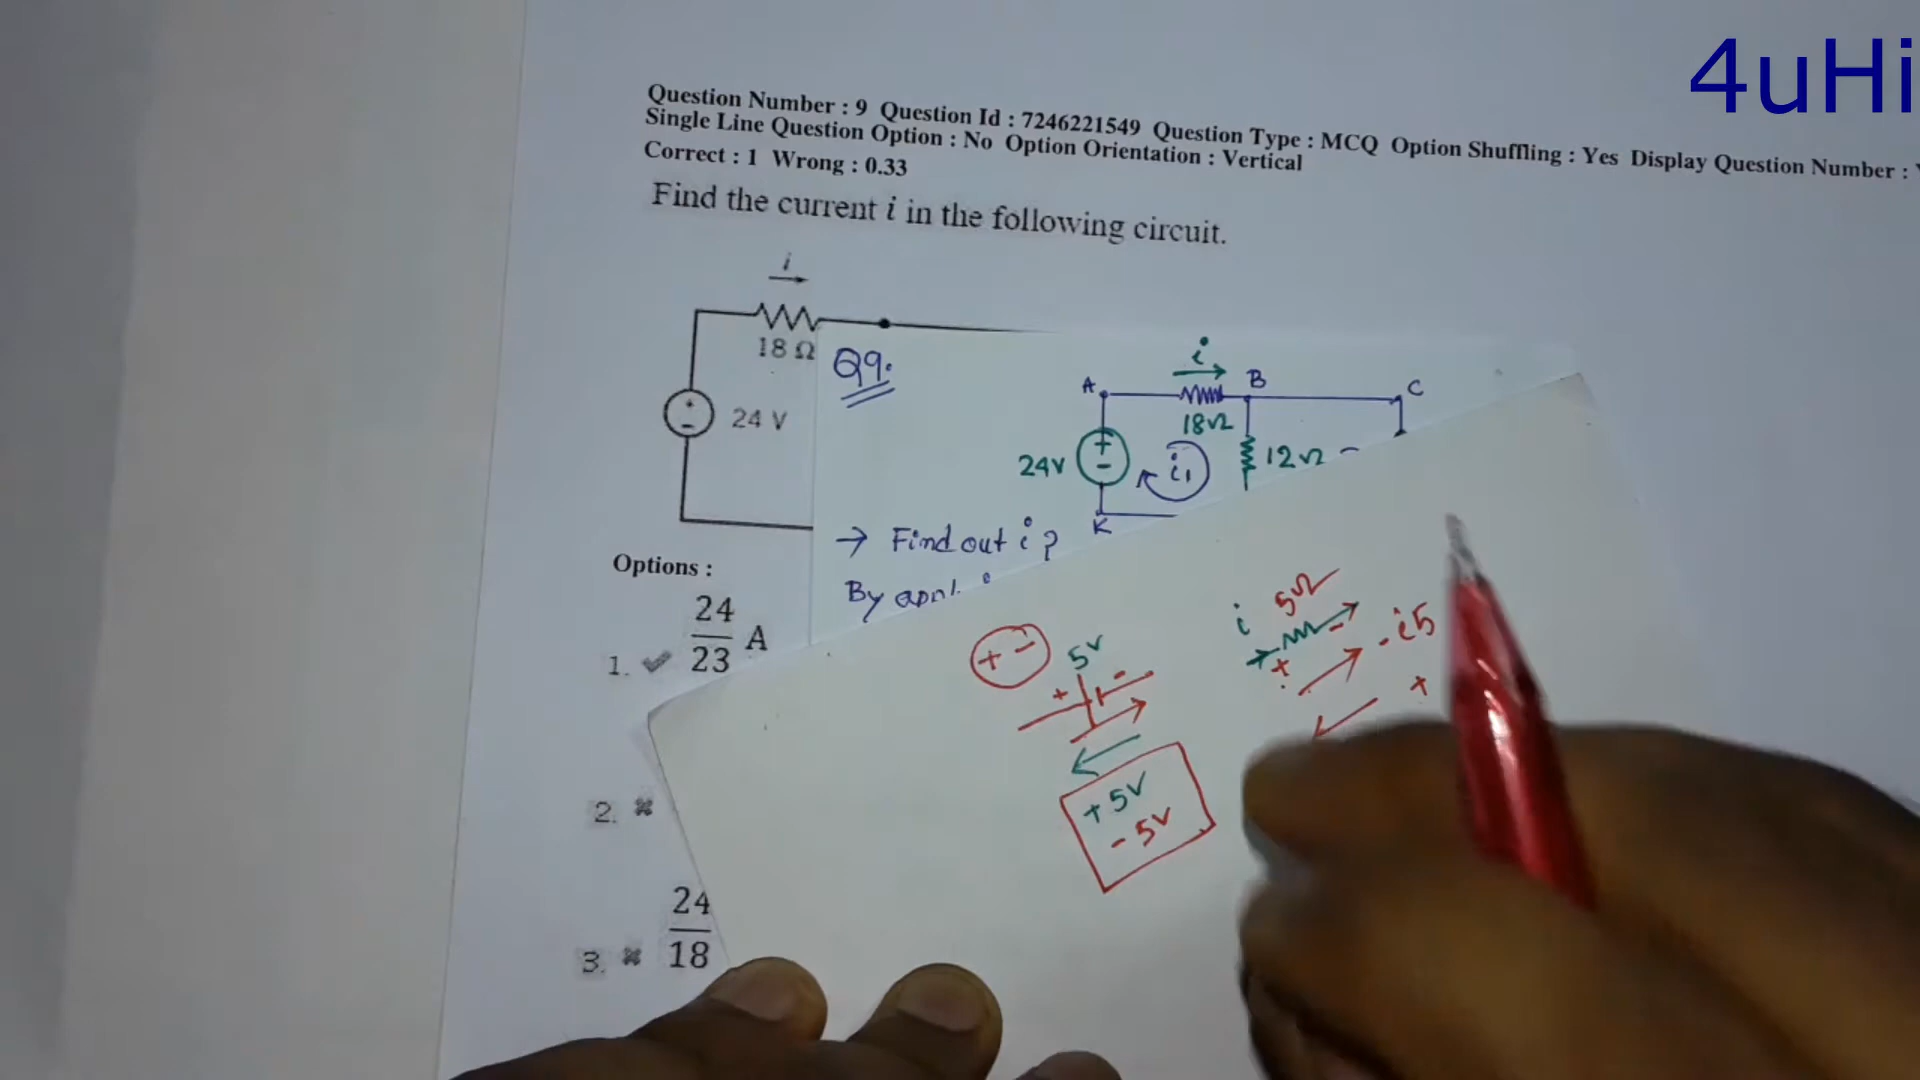 4uHi
Question Number : 9 Question Id : 7246221549 Question Type : MCQ Option Shuffling : Yes Display Question Number :
Single Line Question Option : No Option Orientation : Vertical
Correct : 1 Wrong : 0.33
Find the current i in the following circuit.
i
18 Ω
24 V
Q9.
i
A
B
C
18Ω
24V
+
-
i1
12Ω
K
→ Find out i ?
By
Options :
1. 24/23 A
2.
3. 24/18
+ -
5V
+ -
+5V
-5V
i
5Ω
+ -
- i5
+